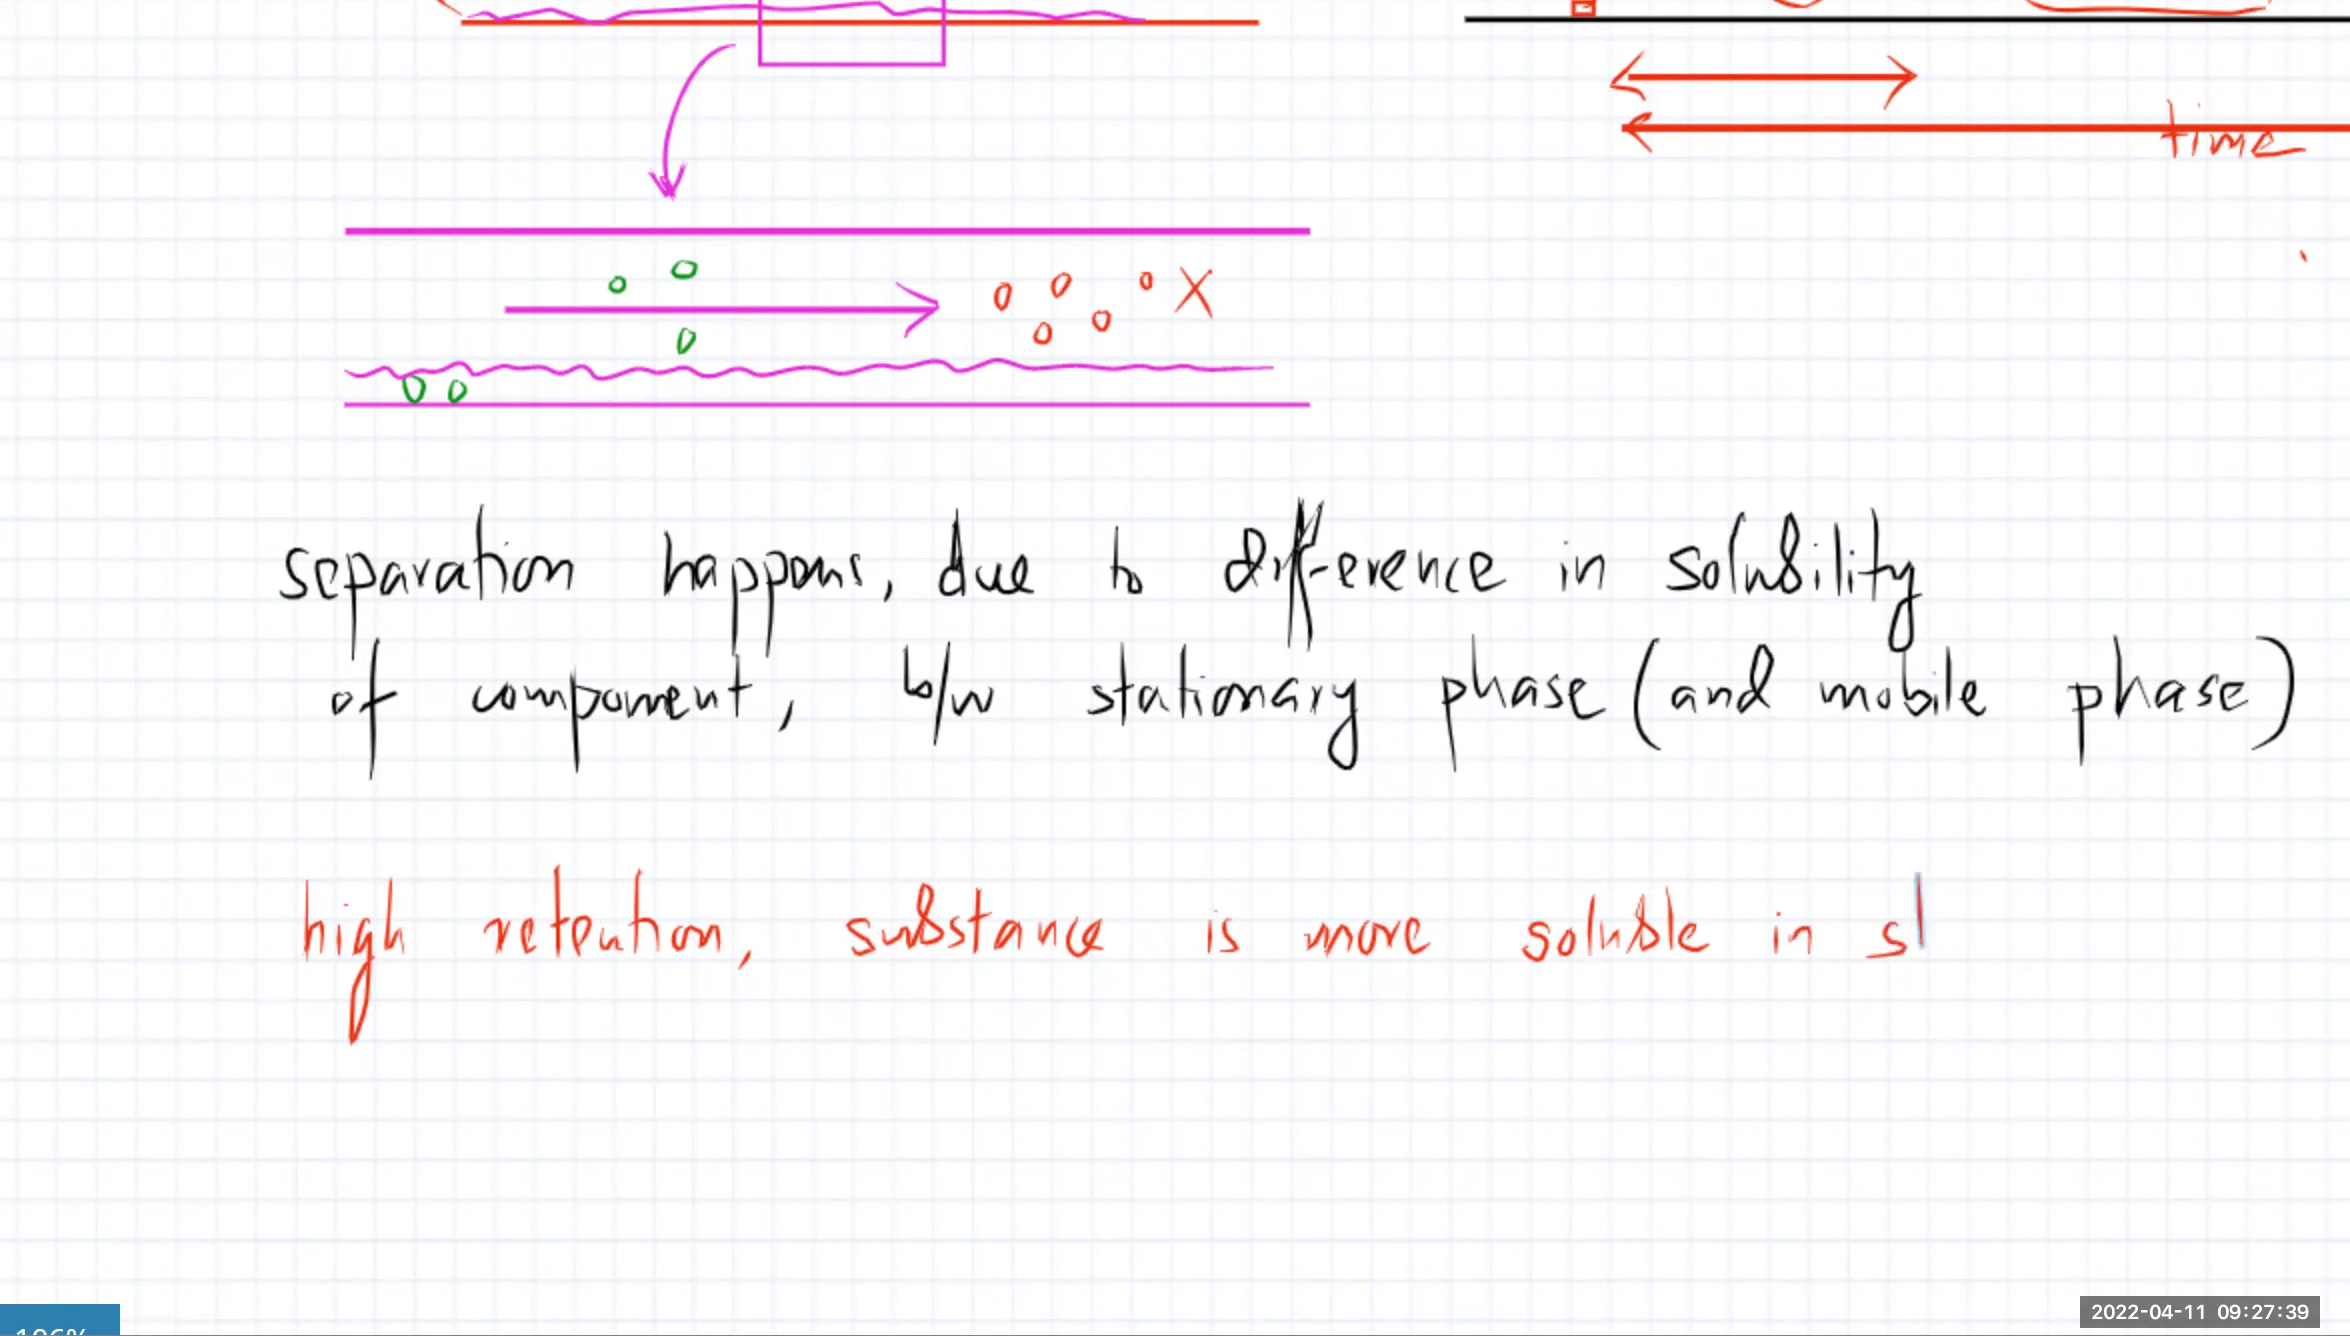 time
X
separation happens, due to difference in solubility
of component, b/w stationary phase (and mobile phase)
high retention, substance is more soluble in
2022-04-11 09:27:39